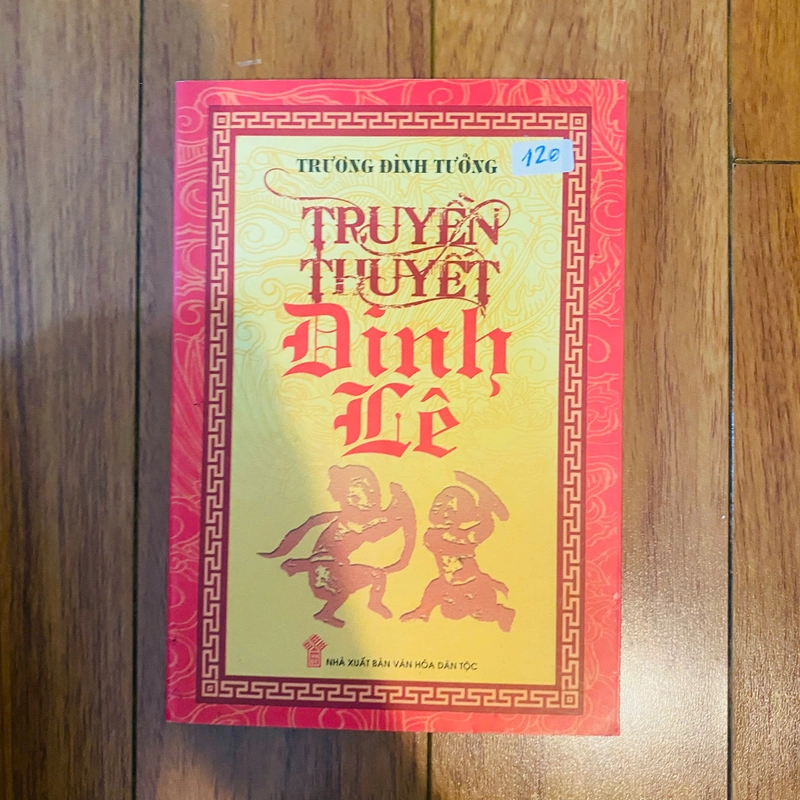 TRƯƠNG ĐÌNH TƯỞNG
120
TRUYỀN
THUYẾT
Đinh
Lê
NHÀ XUẤT BẢN VĂN HÓA DÂN TỘC